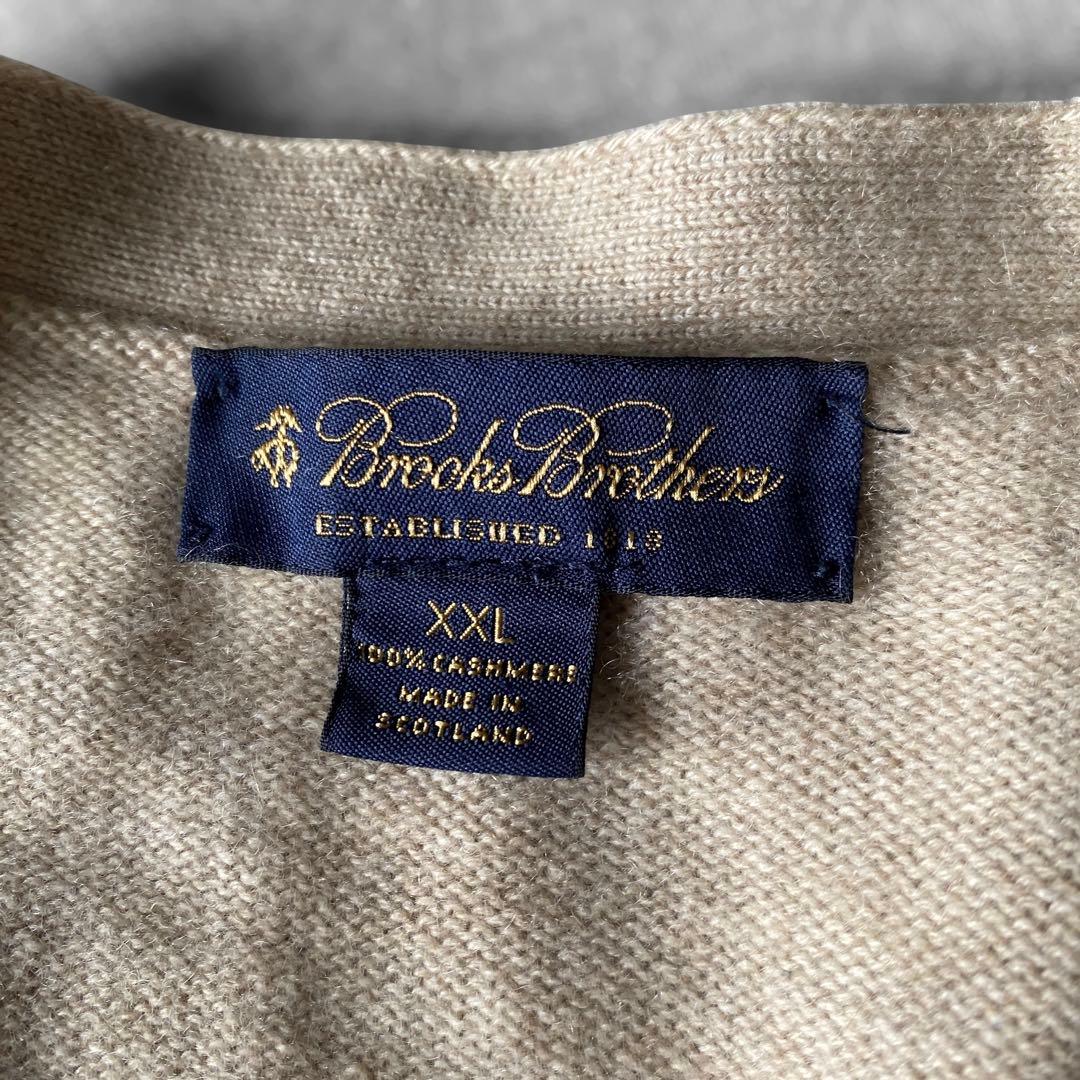 Brooks Brothers
ESTABLISHED 1818
XXL
100% CASHMERE
MADE IN
SCOTLAND